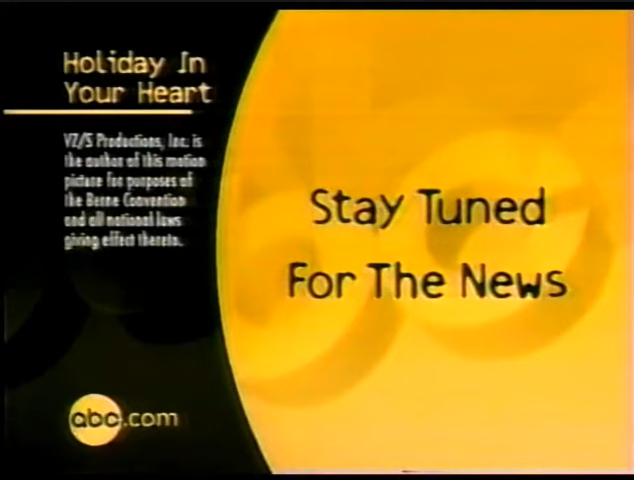 Holiday In
Your Heart
VZ/S Productions, Inc. is
the author of this motion
picture for purposes of
the Berne Convention
and all national laws
giving effect thereto.
Stay Tuned
For The News
abc.com